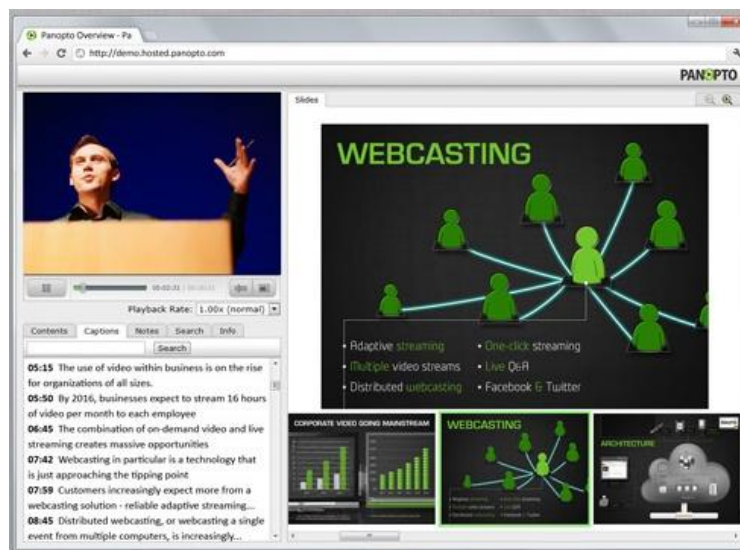 Panopto Overview - Pa
http://demo.hosted.panopto.com
PANOPTO
Slides
WEBCASTING
• Adaptive streaming
• Multiple video streams
• Distributed webcasting
• One-click streaming
• Live Q&A
• Facebook & Twitter
Playback Rate: 1.00x (normal)
Contents Captions Notes Search Info
Search
05:15 The use of video within business is on the rise
for organizations of all sizes.
05:50 By 2016, businesses expect to stream 16 hours
of video per month to each employee
06:45 The combination of on-demand video and live
streaming creates massive opportunities
07:42 Webcasting in particular is a technology that
is just approaching the tipping point
07:59 Customers increasingly expect more from a
webcasting solution - reliable adaptive streaming...
08:45 Distributed webcasting, or webcasting a single
event from multiple computers, is increasingly...
CORPORATE VIDEO GOING MAINSTREAM
WEBCASTING
ARCHITECTURE